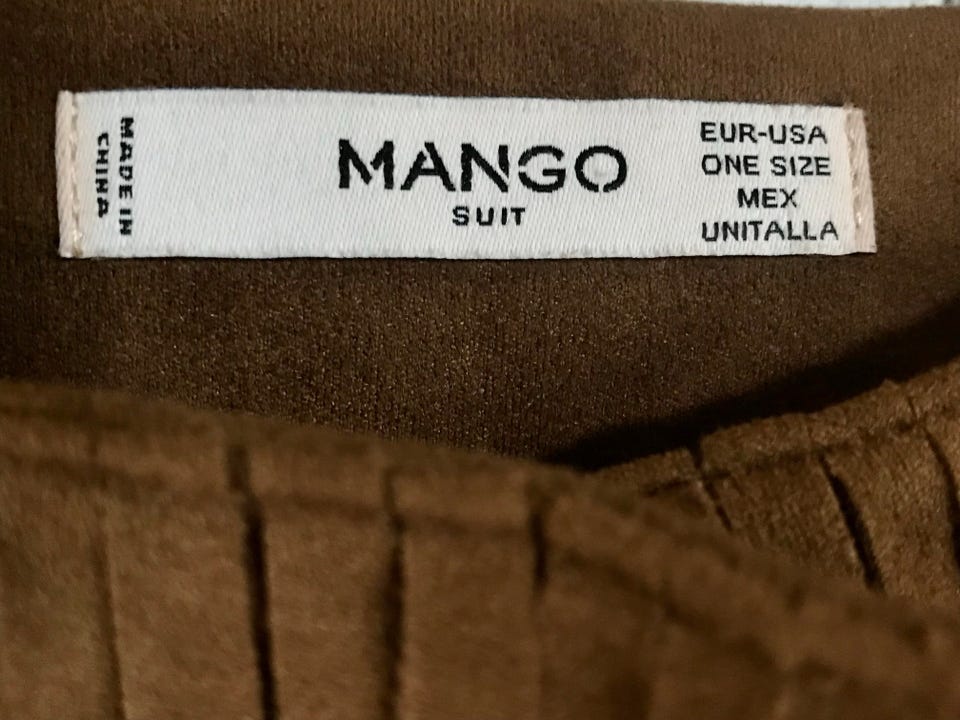 MADE IN
CHINA
MANGO
SUIT
EUR-USA
ONE SIZE
MEX
UNITALLA